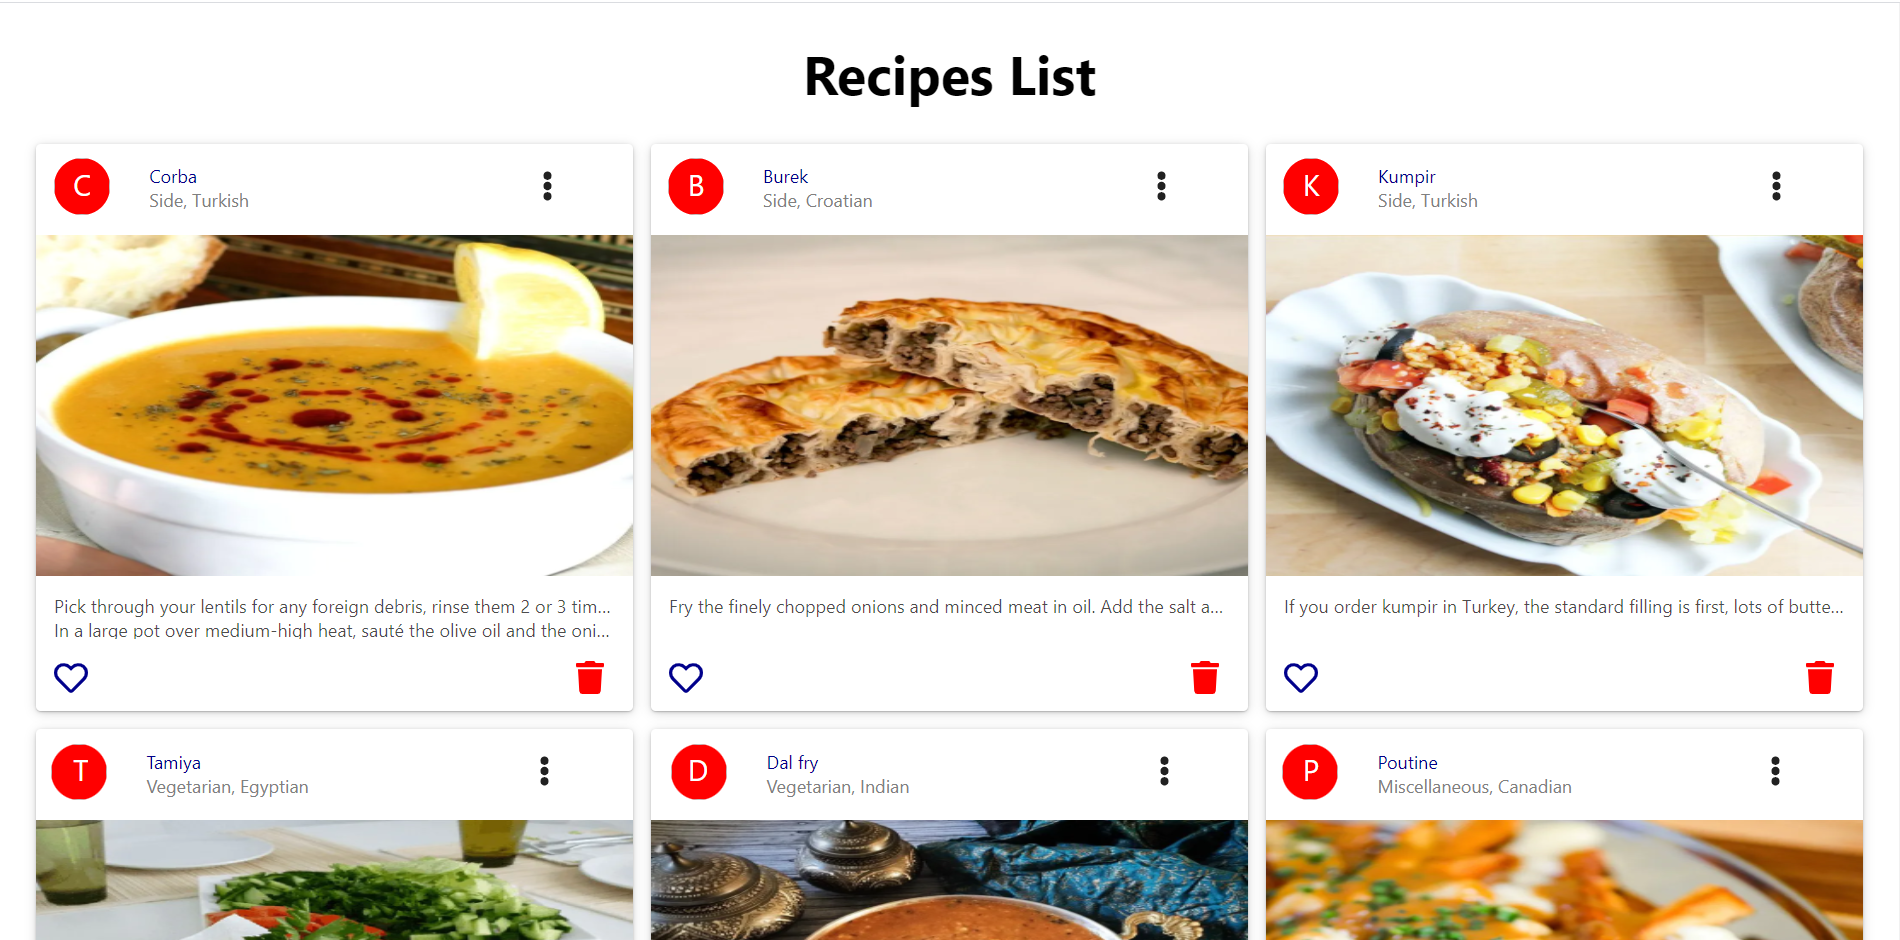 Recipes List
C
Corba
Side, Turkish
B
Burek
Side, Croatian
K
Kumpir
Side, Turkish
Pick through your lentils for any foreign debris, rinse them 2 or 3 tim...
In a large pot over medium-high heat, sauté the olive oil and the oni...
Fry the finely chopped onions and minced meat in oil. Add the salt a...
If you order kumpir in Turkey, the standard filling is first, lots of butte...
T
Tamiya
Vegetarian, Egyptian
D
Dal fry
Vegetarian, Indian
P
Poutine
Miscellaneous, Canadian